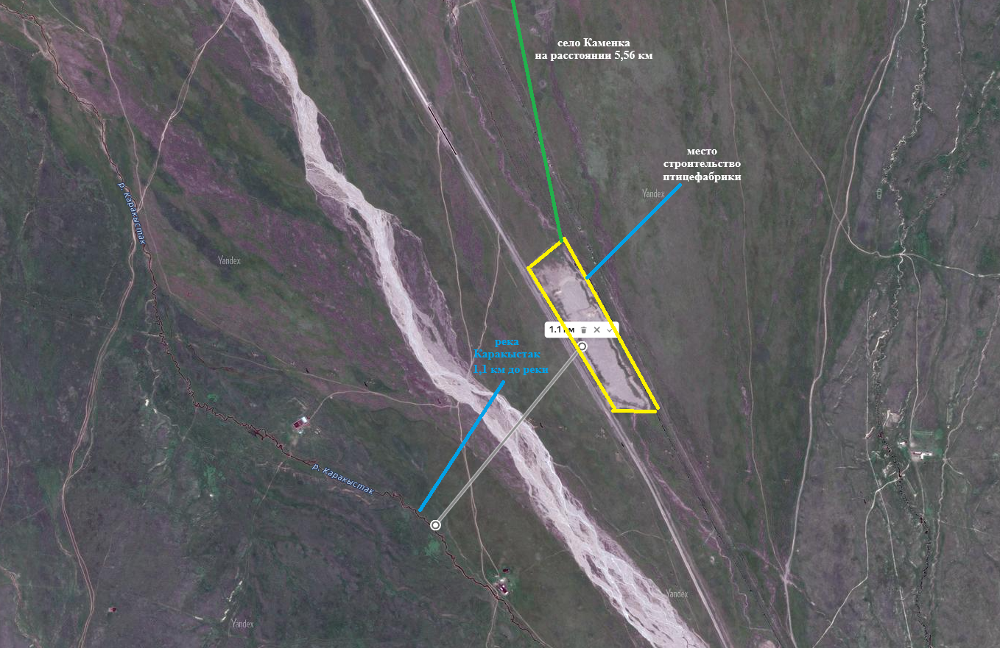 село Каменка
на расстоянии 5,56 км
место
строительство
птицефабрики
Yandex
р. Каракыстак
Yandex
1.1 км
река
Каракыстак
1,1 км до реки
р. Каракыстак
Yandex
Yandex